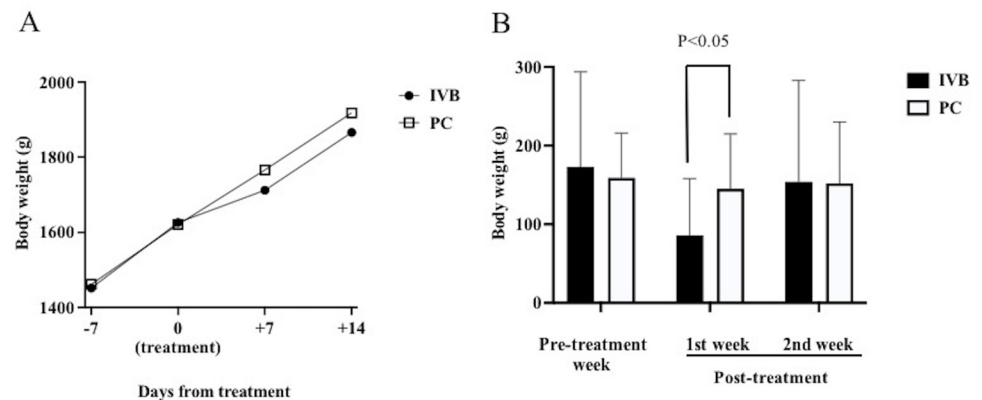 A
2000
1800
1600
1400
Body weight (g)
-7
0
+7
+14
(treatment)
Days from treatment
IVB
PC
B
P<0.05
300
200
100
0
Body weight (g)
IVB
PC
Pre-treatment
week
1st week
2nd week
Post-treatment